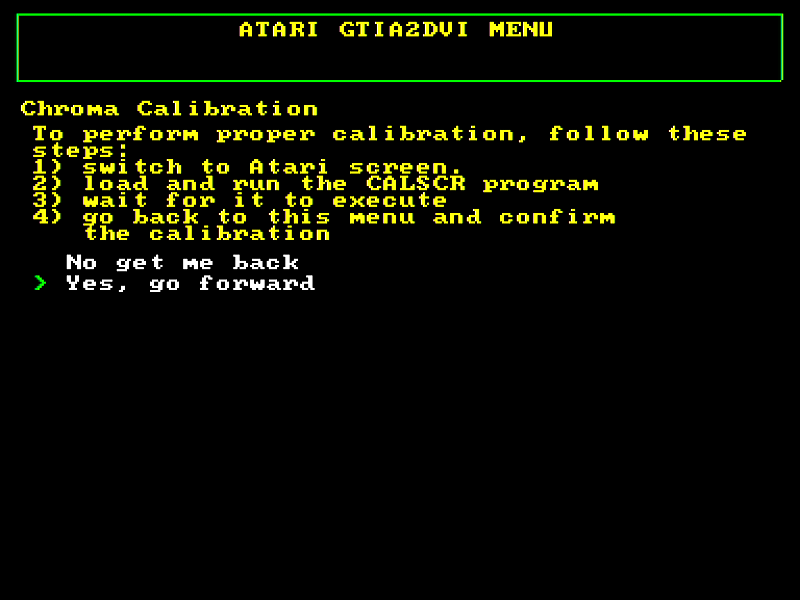 ATARI GTIA2DVI MENU
Chroma Calibration
To perform proper calibration, follow these
steps:
1) switch to Atari screen.
2) load and run the CALSCR program
3) wait for it to execute
4) go back to this menu and confirm
the calibration
No get me back
> Yes, go forward